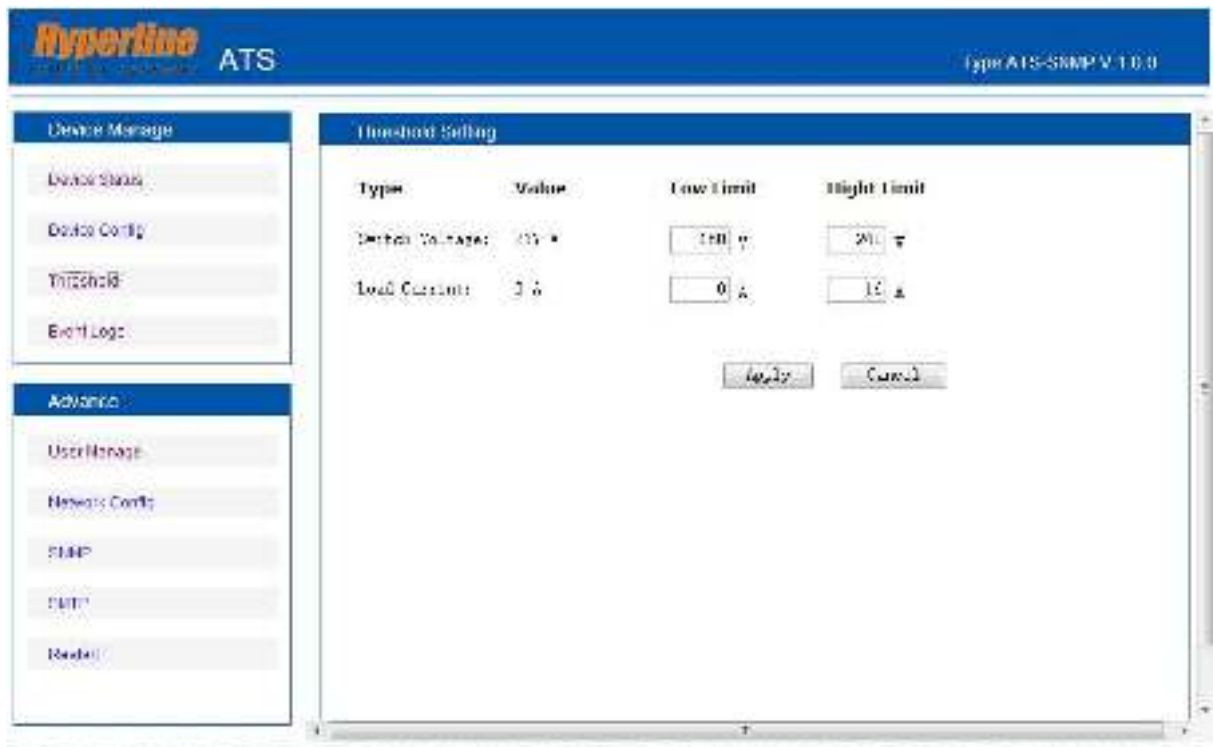 Hyperline ATS
Type ATS-SNMP V 1.0.0
Device Manage
Device Status
Device Config
Threshold
Event Logs
Advance
User Manage
Network Config
SNMP
SMTP
Restart
Threshold Setting
Type Value Low Limit Hight Limit
Switch Voltage: V 160 V V
Load Current: A 0 A 16 A
Apply Cancel